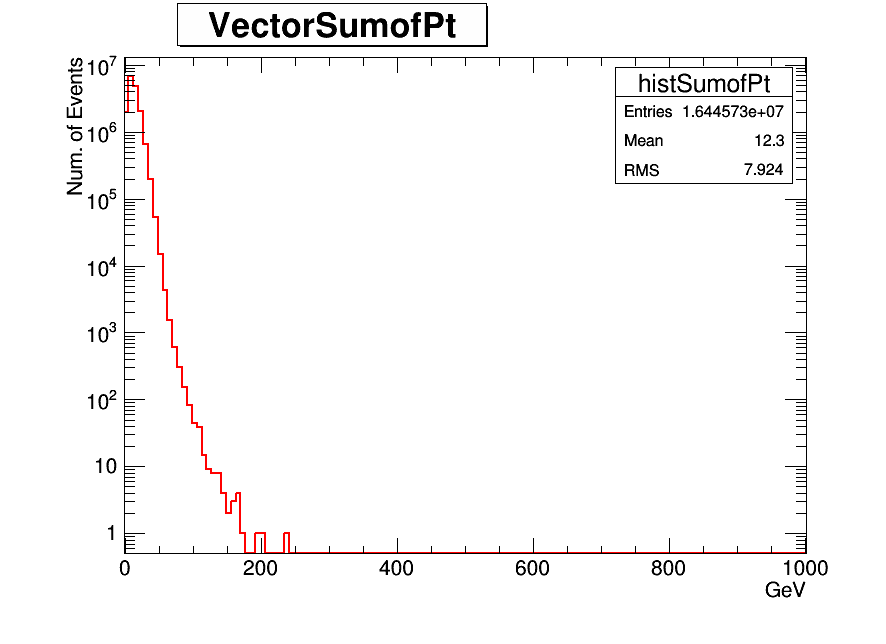 VectorSumofPt
histSumofPt
Entries 1.644573e+07
Mean 12.3
RMS 7.924
Num. of Events
10^7
10^6
10^5
10^4
10^3
10^2
10
1
0 200 400 600 800 1000
GeV